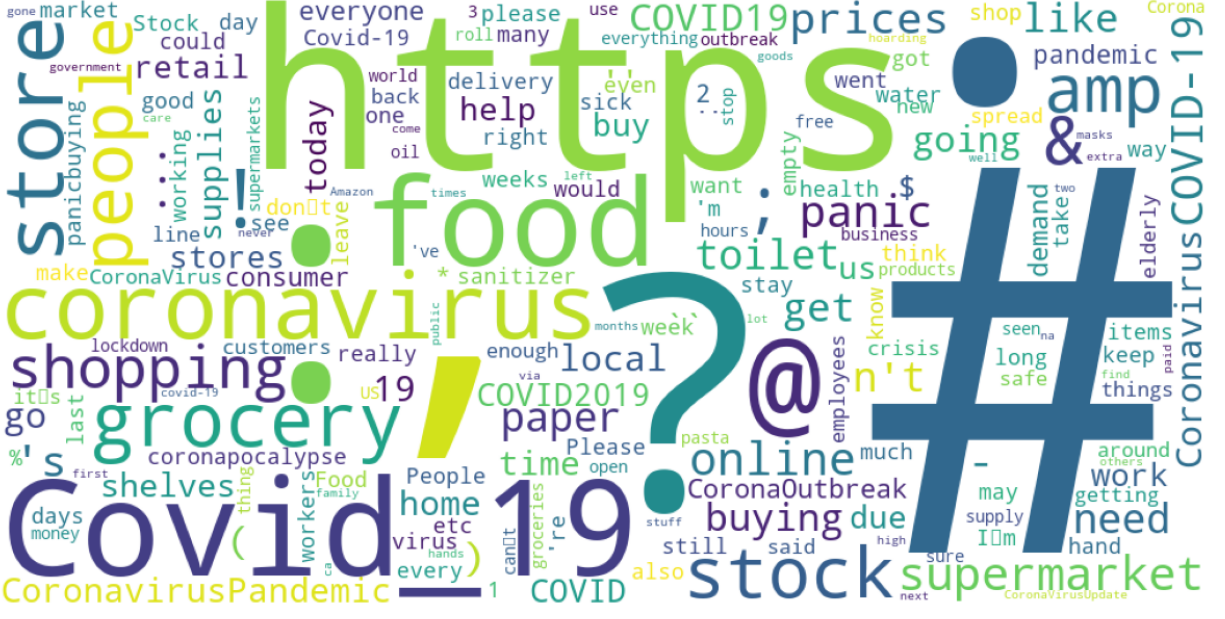 gone market
Stock day
everyone
3 please
use
COVID19
prices
shop like
Corona
could
Covid-19
roll many
everything outbreak
hoarding
got
pandemic
government
retail
https
goods
store
people
world
delivery
'even
went
amp
good
back
help
sick
2
stop
water
new
spread
care
one
right
buy
..
free
going
&
masks
extra
way
well
panicbuying
working
supplies
supermarkets
today
come
oil
weeks
would
left
want
empty
health
.$
COVID-19
:
!
Amazon
times
food
'm
;
panic
demand
take
two
elderly
don▯t
leave
hours
business
line
see
never
stores
've
toilet
us
think
products
make
CoronaVirus
consumer
* sanitizer
stay
#
coronavirus
public
months
week`
lot
get
know
seen
na
items
Coronavirus
lockdown
customers
really
enough
local
?
@
employees
crisis
long
safe
keep
paid
find
things
shopping
:
,
via
n't
it▯s
covid-19
US
19
COVID2019
go
last
grocery
paper
Please
pasta
much
around
others
%
's
coronapocalypse
time
open
online
-
work
first
shelves
thing
Food
family
People
home
CoronaOutbreak
may
getting
days
money
Covid
(
workers
etc
groceries
19
stuff
buying
due
supply
need
virus
're
can▯t
high
I▯m
hand
ca
every
hands
)
still
said
sure
CoronavirusPandemic
_
1
COVID
also
stock
next
supermarket
CoronaVirusUpdate